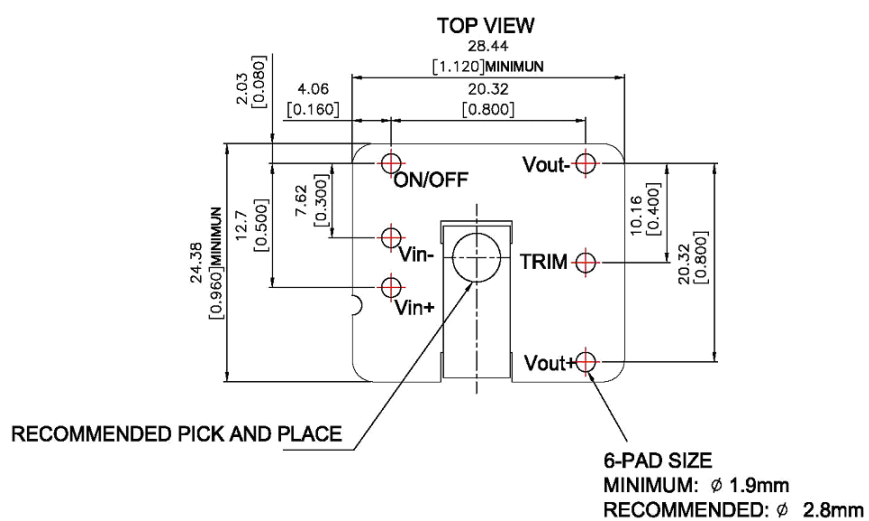 TOP VIEW
28.44
[1.120]MINIMUN
2.03
[0.080]
4.06
[0.160]
20.32
[0.800]
ON/OFF
Vout-
24.38
[0.960]MINIMUN
12.7
[0.500]
7.62
[0.300]
10.16
[0.400]
20.32
[0.800]
Vin-
TRIM
Vin+
Vout+
RECOMMENDED PICK AND PLACE
6-PAD SIZE
MINIMUM: ⌀ 1.9mm
RECOMMENDED: ⌀ 2.8mm